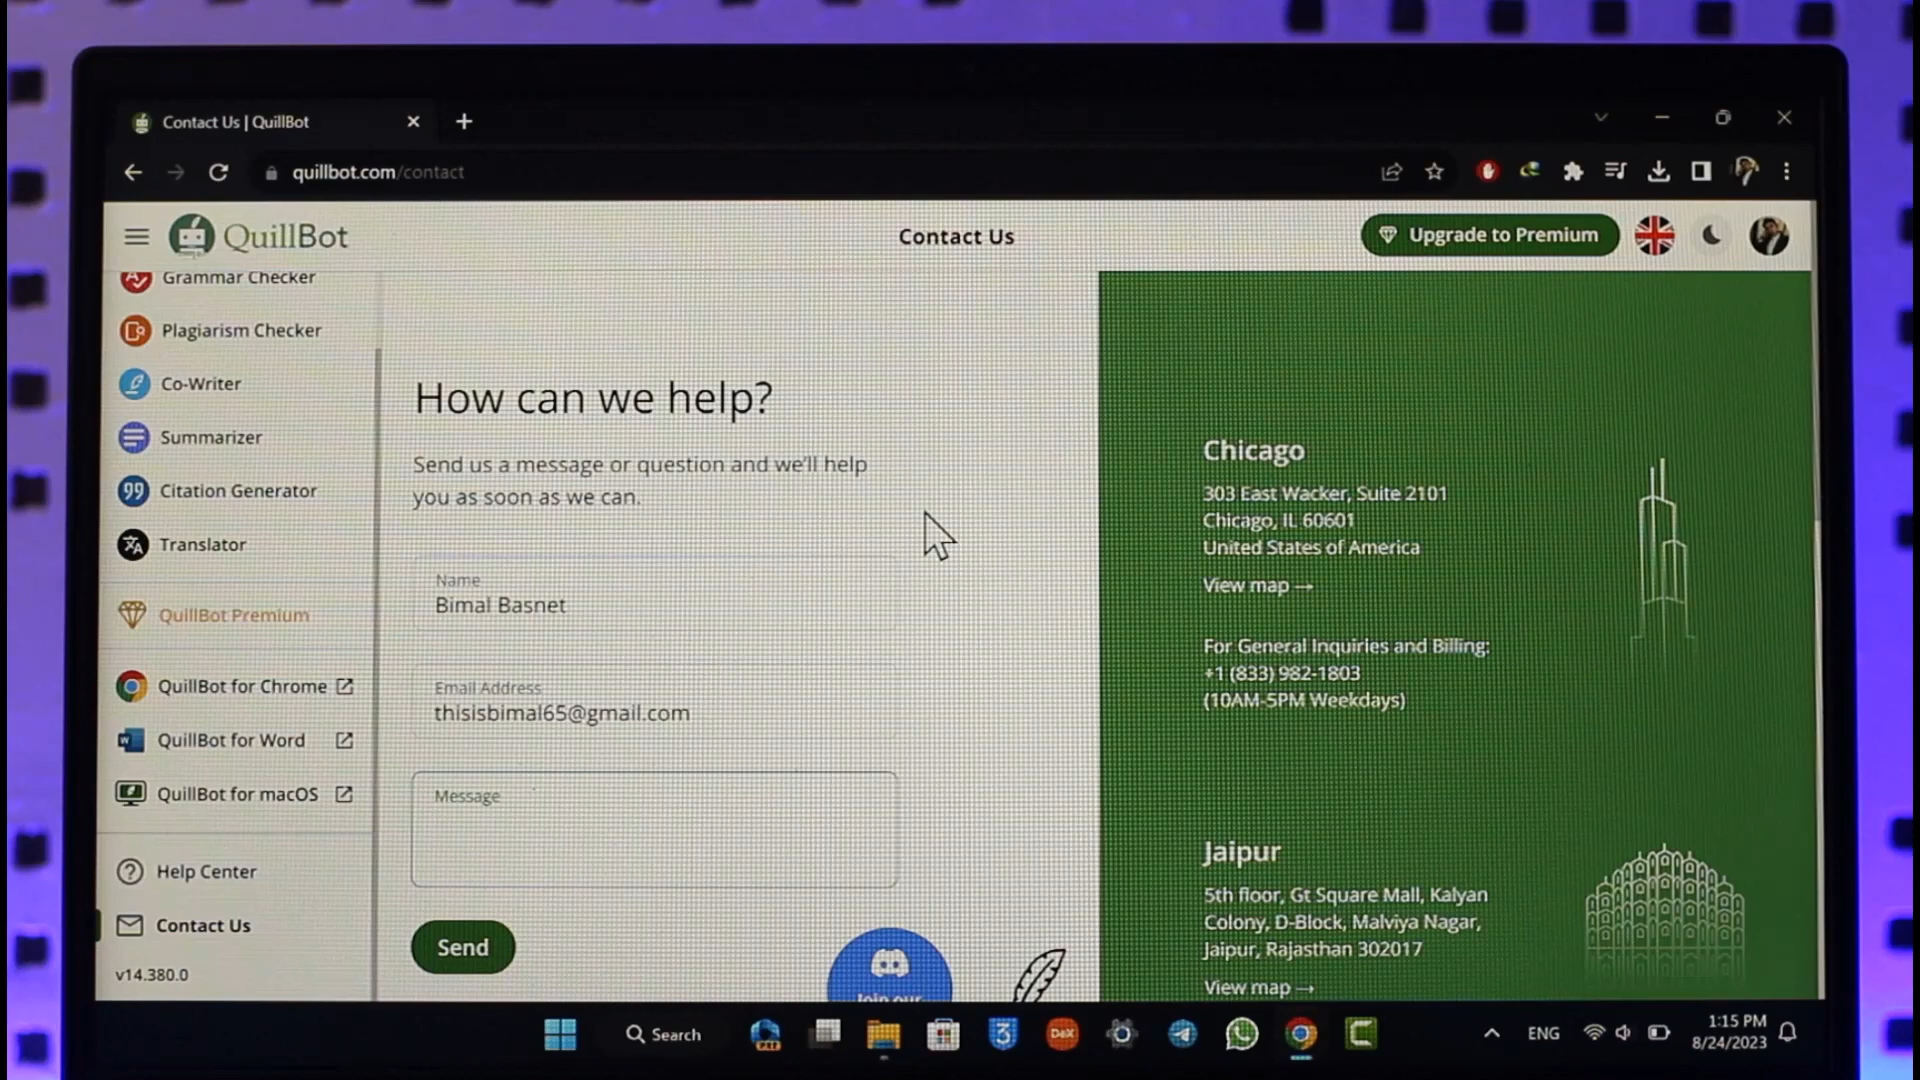 Contact Us | QuillBot
quillbot.com/contact
QuillBot
Contact Us
Upgrade to Premium
Grammar Checker
Plagiarism Checker
Co-Writer
Summarizer
99
Citation Generator
Translator
QuillBot Premium
QuillBot for Chrome
QuillBot for Word
QuillBot for macOS
Help Center
Contact Us
v14.380.0
How can we help?
Send us a message or question and we'll help
you as soon as we can.
Name
Bimal Basnet
Email Address
thisisbimal65@gmail.com
Message
Send
Join our
Chicago
303 East Wacker, Suite 2101
Chicago, IL 60601
United States of America
View map →
For General Inquiries and Billing:
+1 (833) 982-1803
(10AM-5PM Weekdays)
Jaipur
5th floor, Gt Square Mall, Kalyan
Colony, D-Block, Malviya Nagar,
Jaipur, Rajasthan 302017
View map →
Search
3
DeX
ENG
1:15 PM
8/24/2023